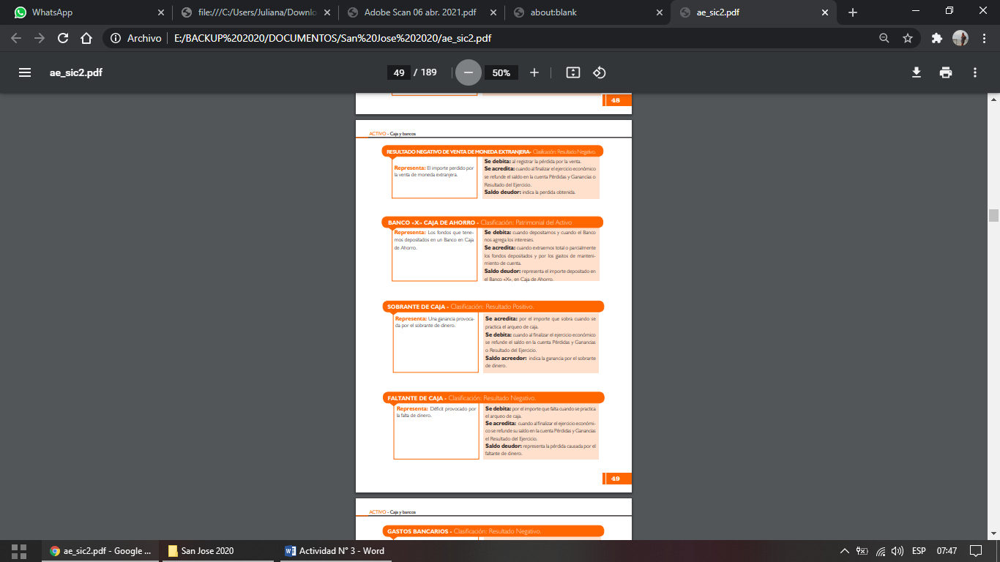 WhatsApp
file:///C:/Users/Juliana/Downlo
Adobe Scan 06 abr. 2021.pdf
about:blank
ae_sic2.pdf
Archivo
E:/BACKUP%202020/DOCUMENTOS/San%20Jose%202020/ae_sic2.pdf
ae_sic2.pdf
49 / 189
50%
48
ACTIVO - Caja y bancos
RESULTADO NEGATIVO DE VENTA DE MONEDA EXTRANJERA- Clasificación: Resultado Negativo.
Representa: El importe perdido por
la venta de moneda extranjera.
Se debita: al registrar la pérdida por la venta.
Se acredita: cuando al finalizar el ejercicio económico
se refunde el saldo en la cuenta Pérdidas y Ganancias o
Resultado del Ejercicio.
Saldo deudor: indica la perdida obtenida.
BANCO «X» CAJA DE AHORRO - Clasificación: Patrimonial del Activo
Representa: Los fondos que tene-
mos depositados en un Banco en Caja
de Ahorro.
Se debita: cuando depositamos y cuando el Banco
nos agrega los intereses.
Se acredita: cuando extraemos total o parcialmente
los fondos depositados y por los gastos de manteni-
miento de cuenta.
Saldo deudor: representa el importe depositado en
el Banco «X», en Caja de Ahorro.
SOBRANTE DE CAJA - Clasificación: Resultado Positivo.
Representa: Una ganancia provoca-
da por el sobrante de dinero.
Se acredita: por el importe que sobra cuando se
practica el arqueo de caja.
Se debita: cuando al finalizar el ejercicio económico
se refunde el saldo en la cuenta Pérdidas y Ganancias
o Resultado del Ejercicio.
Saldo acreedor: indica la ganancia por el sobrante
de dinero.
FALTANTE DE CAJA - Clasificación: Resultado Negativo.
Representa: Déficit provocado por
la falta de dinero.
Se debita: por el importe que falta cuando se practica
el arqueo de caja.
Se acredita: cuando al finalizar el ejercicio económi-
co se refunde su saldo en la cuenta Pérdidas y Ganancias
el Resultado del Ejercicio.
Saldo deudor: representa la pérdida causada por el
faltante de dinero.
49
ACTIVO - Caja y bancos
GASTOS BANCARIOS - Clasificación: Resultado Negativo.
ae_sic2.pdf - Google ...
San Jose 2020
Actividad N° 3 - Word
ESP
07:47